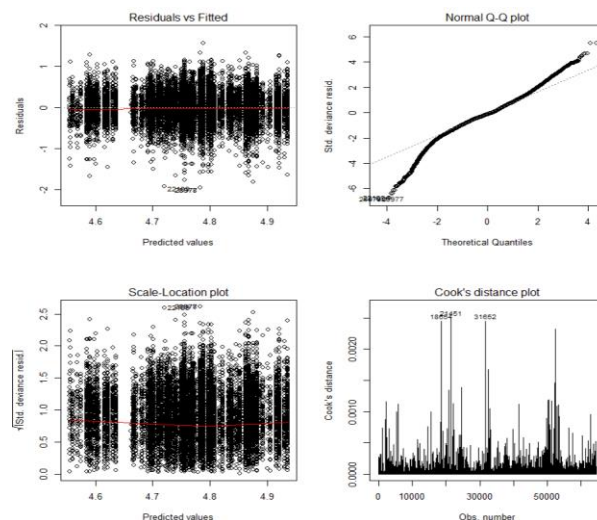 Residuals vs Fitted
Residuals
2
1
0
-1
-2
4.6 4.7 4.8 4.9
Predicted values
Normal Q-Q plot
Std. deviance resid.
6
4
2
0
-2
-4
-6
-4 -2 0 2 4
Theoretical Quantiles
Scale-Location plot
√|Std. deviance resid.|
2.5
2.0
1.5
1.0
0.5
0.0
4.6 4.7 4.8 4.9
Predicted values
Cook's distance plot
Cook's distance
0.0020
0.0010
0.0000
31652
0 10000 30000 50000
Obs. number